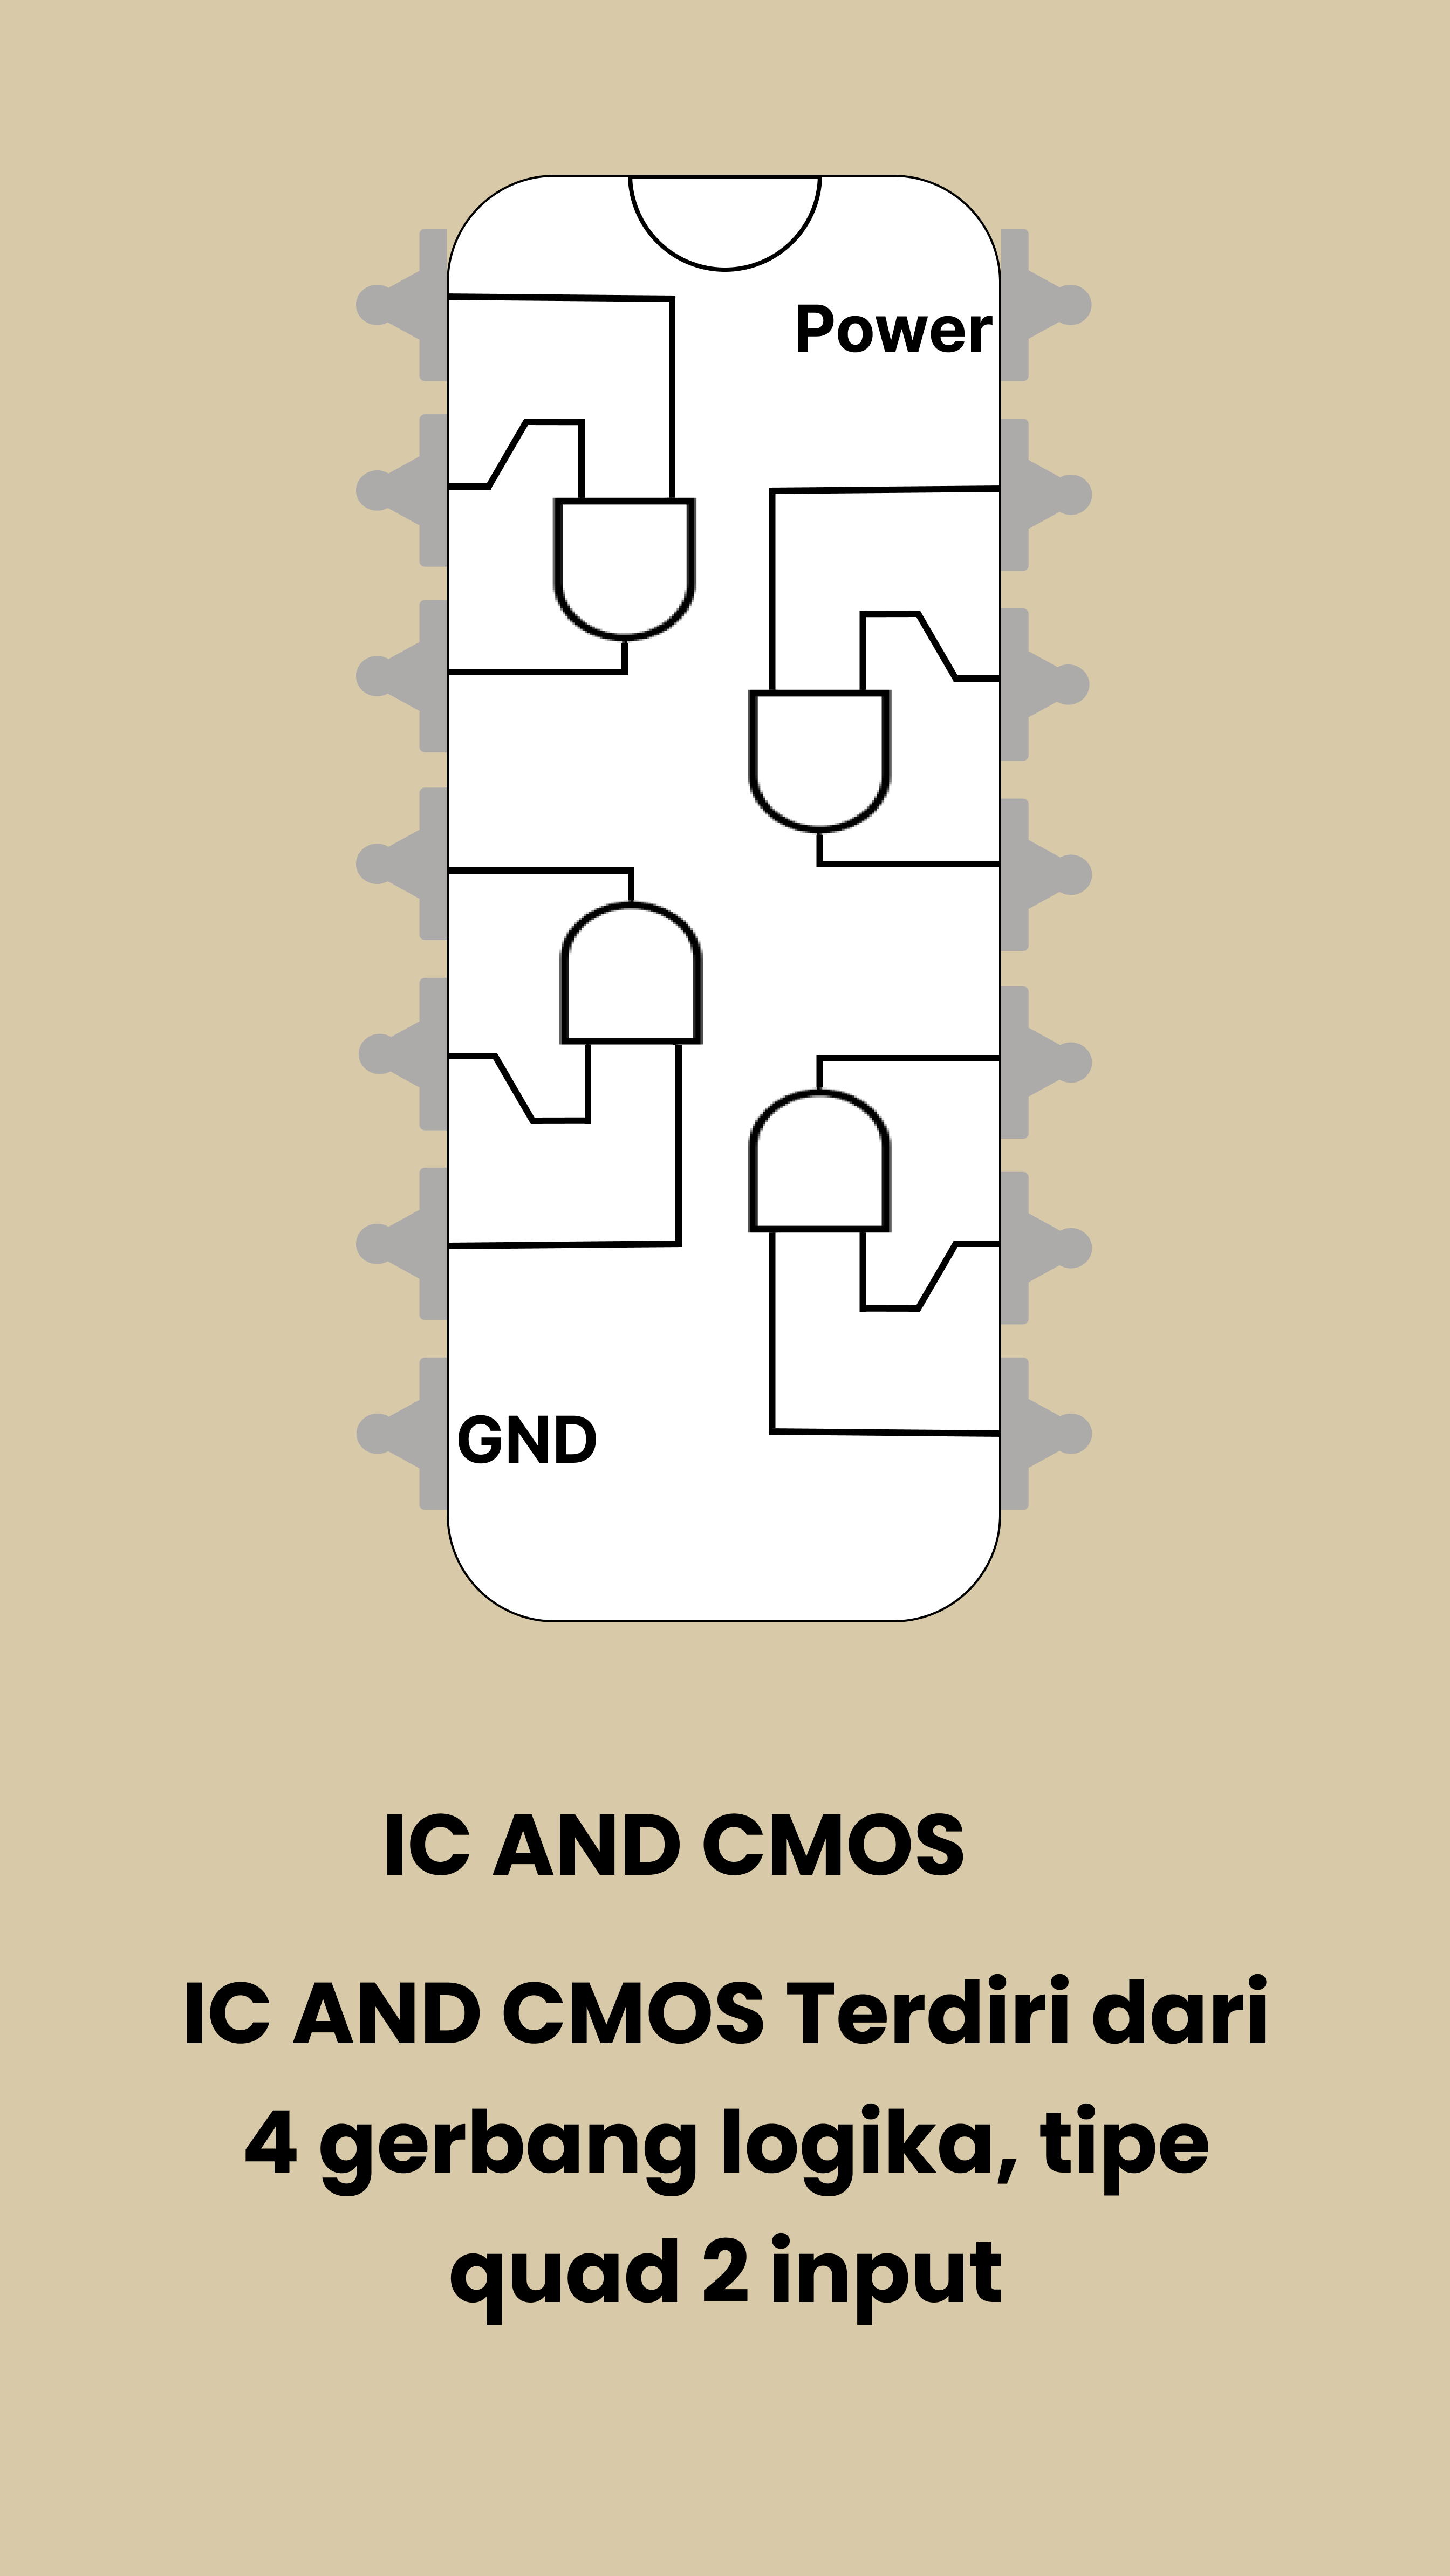 Power
GND
IC AND CMOS
IC AND CMOS Terdiri dari
4 gerbang logika, tipe
quad 2 input